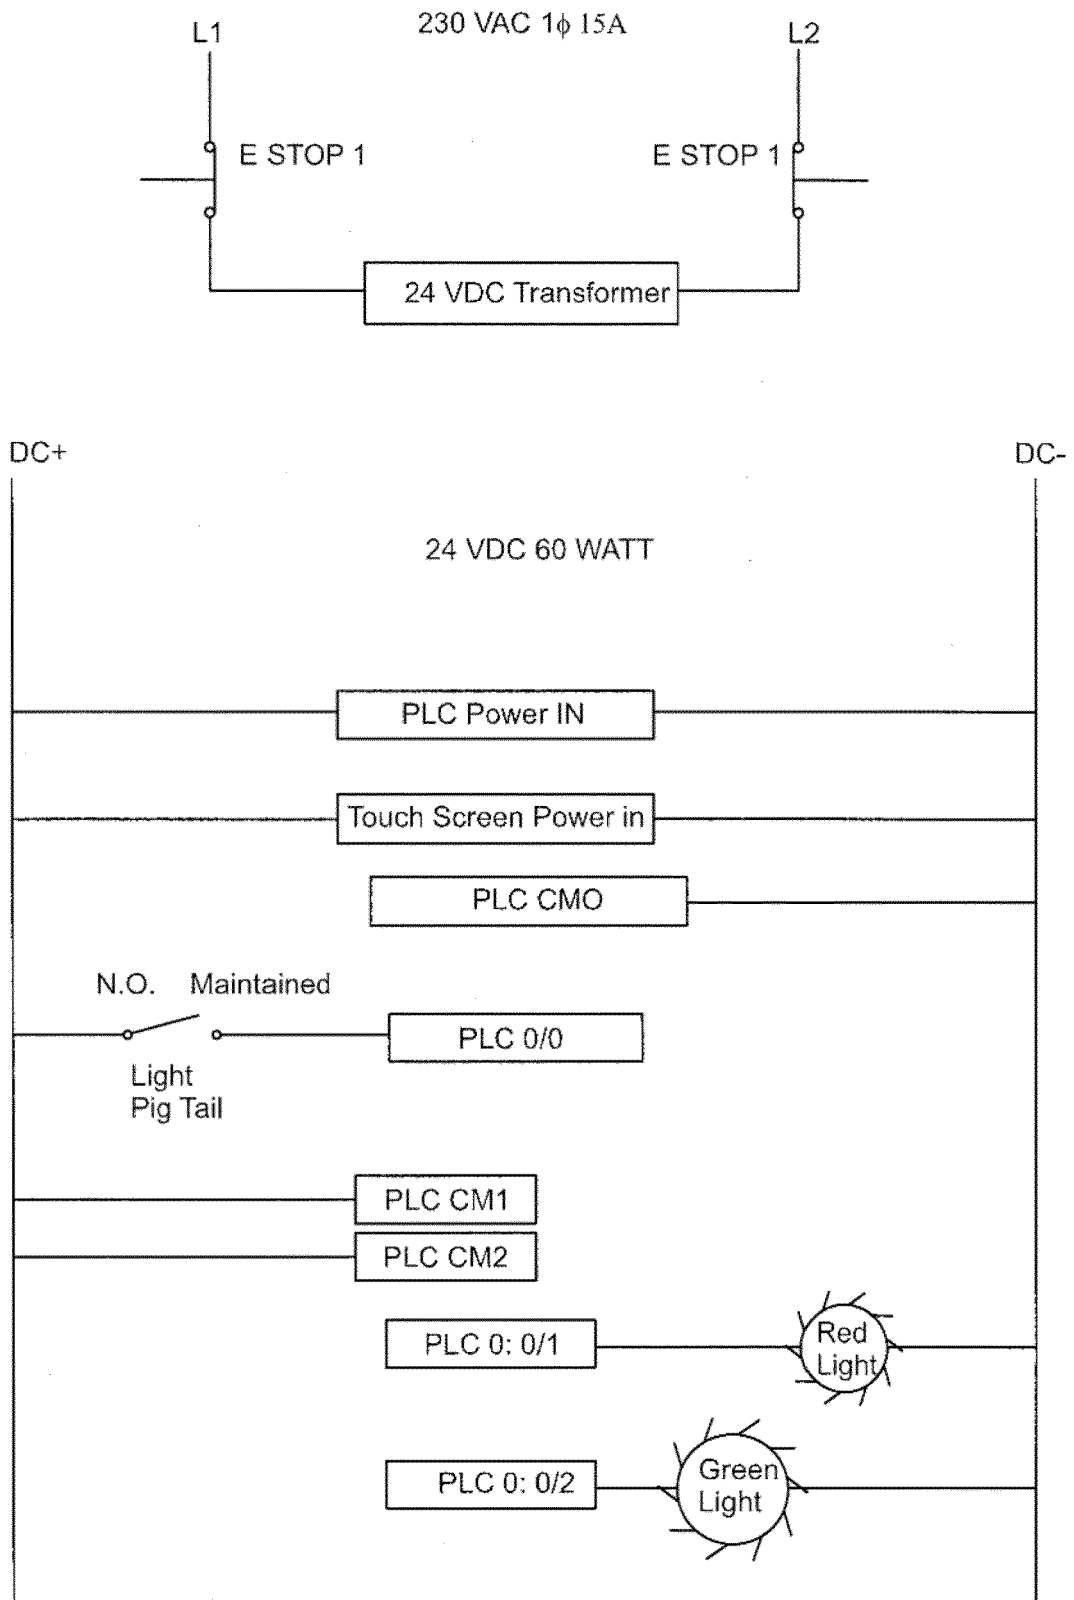 230 VAC 1ϕ 15A
L1
L2
E STOP 1
E STOP 1
24 VDC Transformer
DC+
DC-
24 VDC 60 WATT
PLC Power IN
Touch Screen Power in
PLC CMO
N.O. Maintained
PLC 0/0
Light
Pig Tail
PLC CM1
PLC CM2
PLC 0: 0/1
Red
Light
PLC 0: 0/2
Green
Light